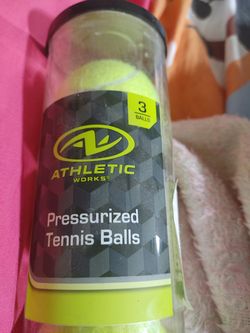 3
BALLS
ATHLETIC
WORKS
Pressurized
Tennis Balls